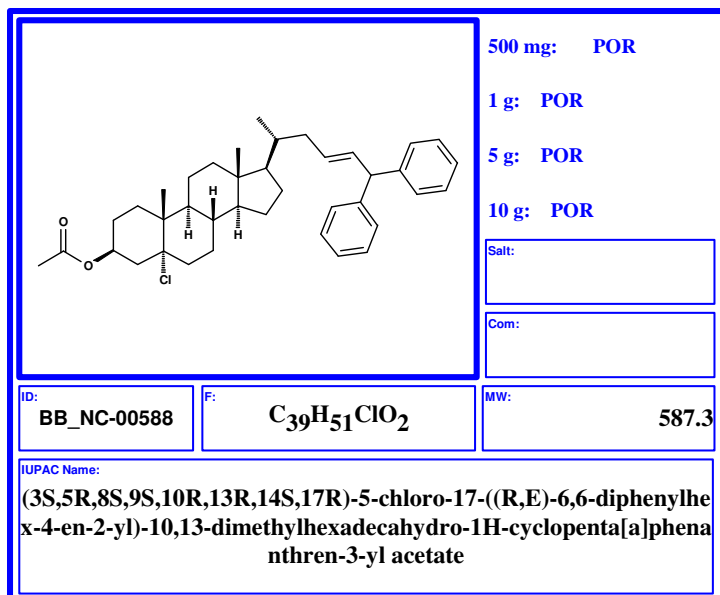 500 mg: POR
1 g: POR
5 g: POR
10 g: POR
O
O
H
H
H
Cl
Salt:
Com:
ID:
BB_NC-00588
F:
C39H51ClO2
MW:
587.3
IUPAC Name:
(3S,5R,8S,9S,10R,13R,14S,17R)-5-chloro-17-((R,E)-6,6-diphenylhe
x-4-en-2-yl)-10,13-dimethylhexadecahydro-1H-cyclopenta[a]phena
nthren-3-yl acetate